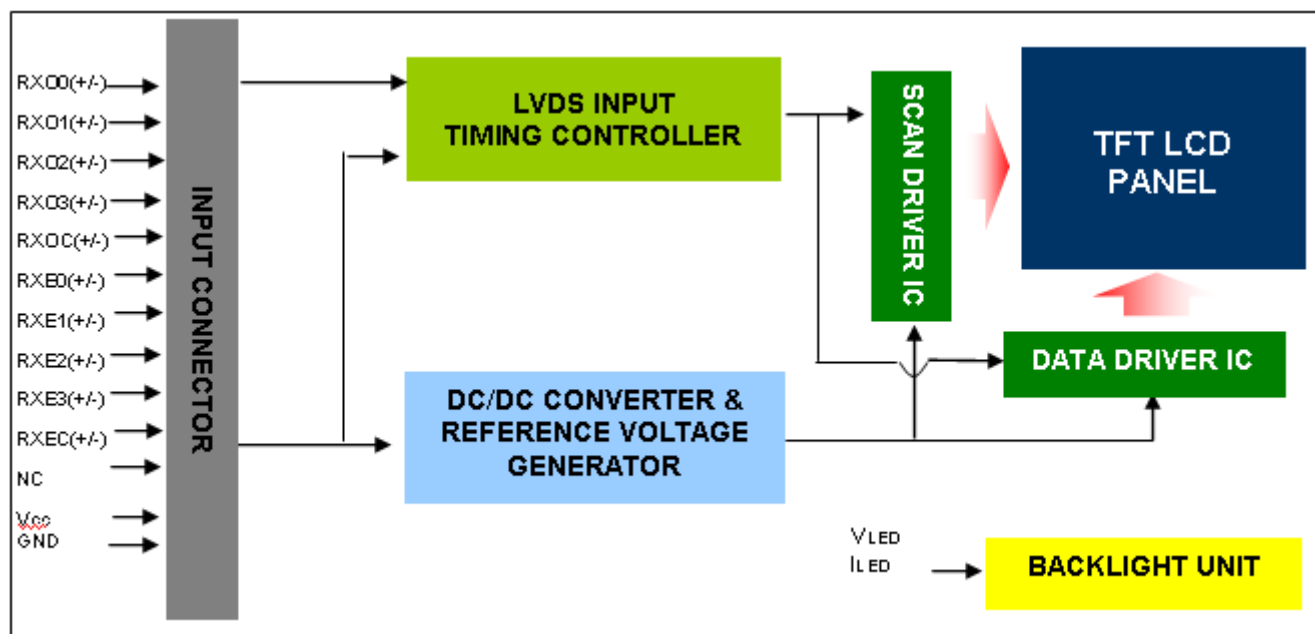 RXO0(+/-)
RXO1(+/-)
RXO2(+/-)
RXO3(+/-)
RXOC(+/-)
RXE0(+/-)
RXE1(+/-)
RXE2(+/-)
RXE3(+/-)
RXEC(+/-)
NC
Vcc
GND
INPUT CONNECTOR
LVDS INPUT
TIMING CONTROLLER
DC/DC CONVERTER &
REFERENCE VOLTAGE
GENERATOR
SCAN DRIVER IC
TFT LCD
PANEL
DATA DRIVER IC
VLED
ILED
BACKLIGHT UNIT